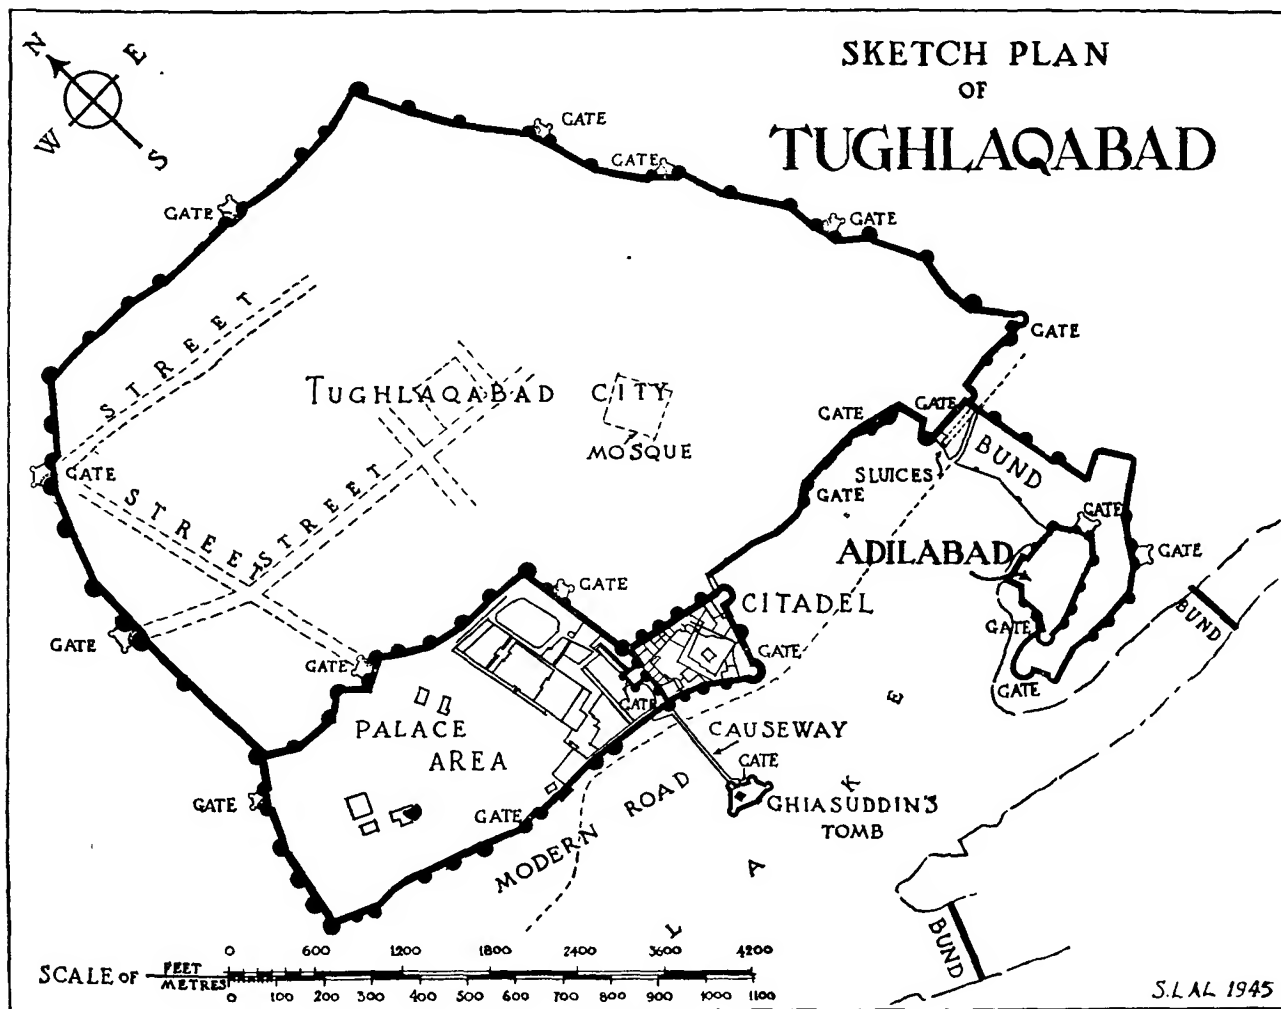 SKETCH PLAN
OF
TUGHLAQABAD
N
E
W
S
GATE
GATE
GATE
GATE
GATE
STREET
TUGHLAQABAD CITY
MOSQUE
GATE
GATE
BUND
SLUICES
GATE
GATE
STREET
STREET
GATE
ADILABAD
GATE
BUND
GATE
CITADEL
GATE
GATE
GATE
GATE
GATE
GATE
PALACE
AREA
CAUSEWAY
GATE
GHIASUDDIN'S
TOMB
GATE
GATE
MODERN ROAD
LAKE
BUND
SCALE OF FEET
METRES
0 600 1200 1800 2400 3600 4200
0 100 200 300 400 500 600 700 800 900 1000 1100
S.LAL 1945